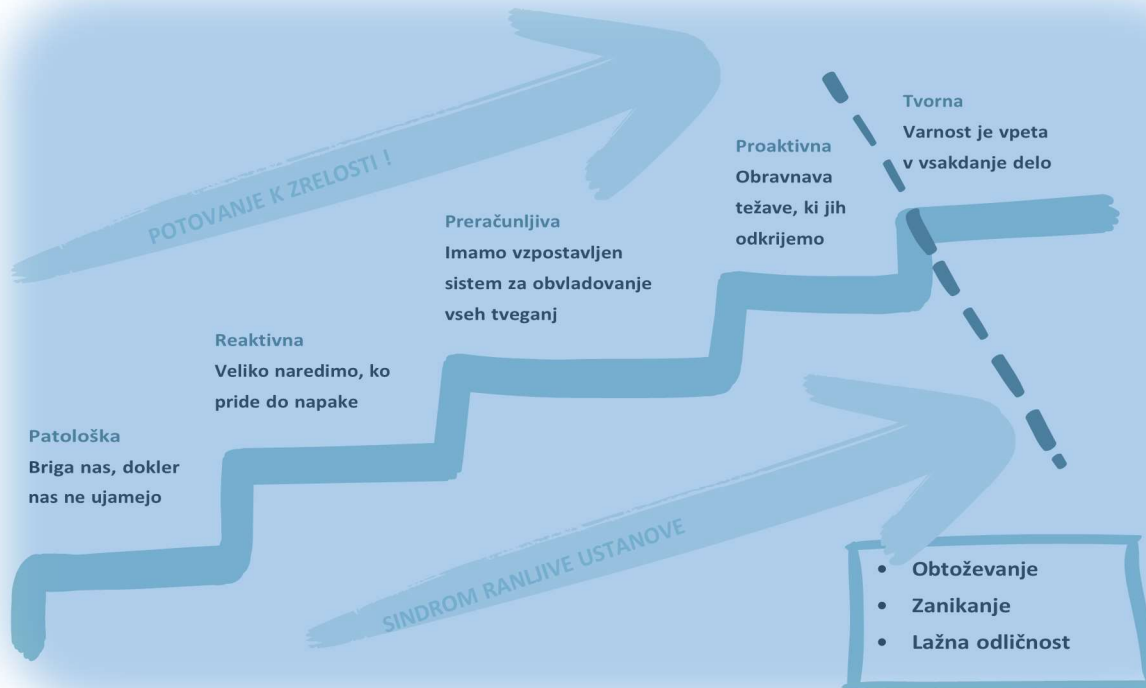 POTOVANJE K ZRELOSTI !
Patološka
Briga nas, dokler
nas ne ujamejo
Reaktivna
Veliko naredimo, ko
pride do napake
Preračunljiva
Imamo vzpostavljen
sistem za obvladovanje
vseh tveganj
Proaktivna
Obravnava
težave, ki jih
odkrijemo
Tvorna
Varnost je vpeta
v vsakdanje delo
SINDROM RANLJIVE USTANOVE
• Obtoževanje
• Zanikanje
• Lažna odličnost